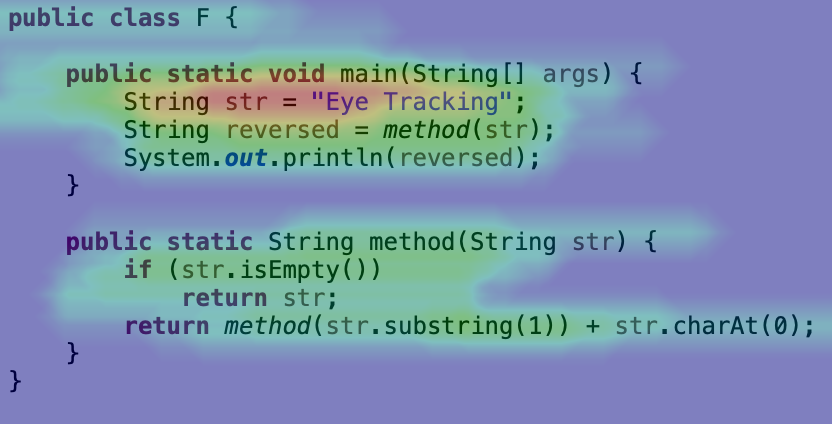 public class F {
    public static void main(String[] args) {
        String str = "Eye Tracking";
        String reversed = method(str);
        System.out.println(reversed);
    }
    public static String method(String str) {
        if (str.isEmpty())
            return str;
        return method(str.substring(1)) + str.charAt(0);
    }
}